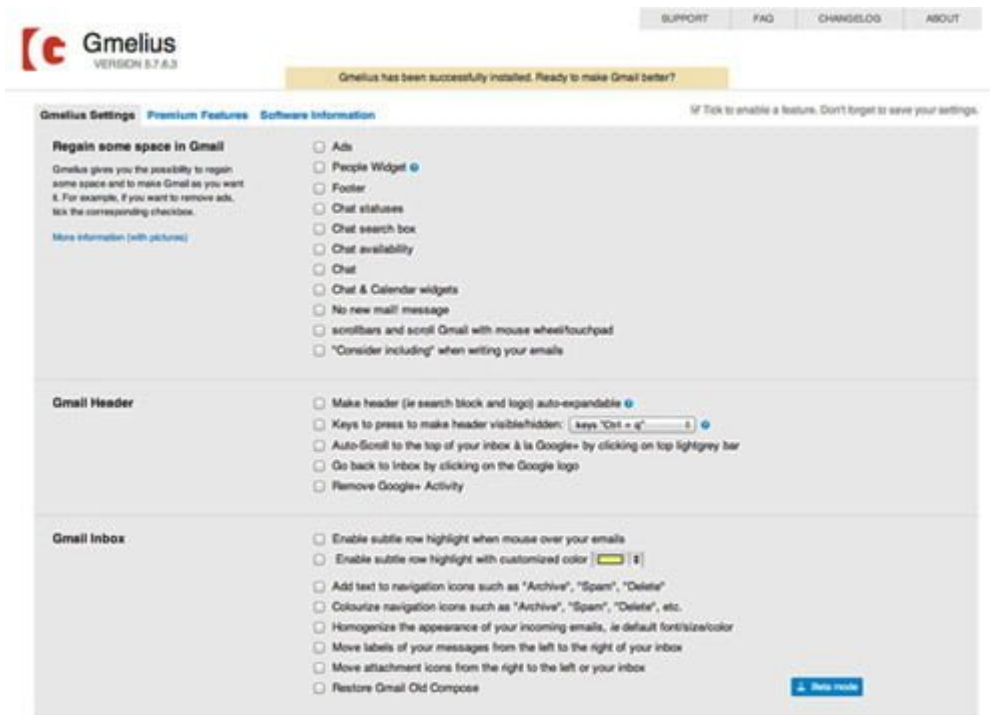 SUPPORT FAQ CHANGELOG ABOUT
Gmelius
VERSION 5.7.6.3
Gmelius has been successfully installed. Ready to make Gmail better?
Gmelius Settings Premium Features Software Information
Tick to enable a feature. Don't forget to save your settings.
Regain some space in Gmail
Gmelius gives you the possibility to regain
some space and to make Gmail as you want
it. For example, if you want to remove ads,
tick the corresponding checkbox.
More information (with pictures)
Ads
People Widget
Footer
Chat statuses
Chat search box
Chat availability
Chat
Chat & Calendar widgets
No new mail! message
scrollbars and scroll Gmail with mouse wheel/touchpad
"Consider including" when writing your emails
Gmail Header
Make header (ie search block and logo) auto-expandable
Keys to press to make header visible/hidden: keys "Ctrl + q"
Auto-Scroll to the top of your inbox à la Google+ by clicking on top lightgrey bar
Go back to Inbox by clicking on the Google logo
Remove Google+ Activity
Gmail Inbox
Enable subtle row highlight when mouse over your emails
Enable subtle row highlight with customized color
Add text to navigation icons such as "Archive", "Spam", "Delete"
Colourize navigation icons such as "Archive", "Spam", "Delete", etc.
Homogenize the appearance of your incoming emails, ie default font/size/color
Move labels of your messages from the left to the right of your inbox
Move attachment icons from the right to the left or your inbox
Restore Gmail Old Compose
Beta mode